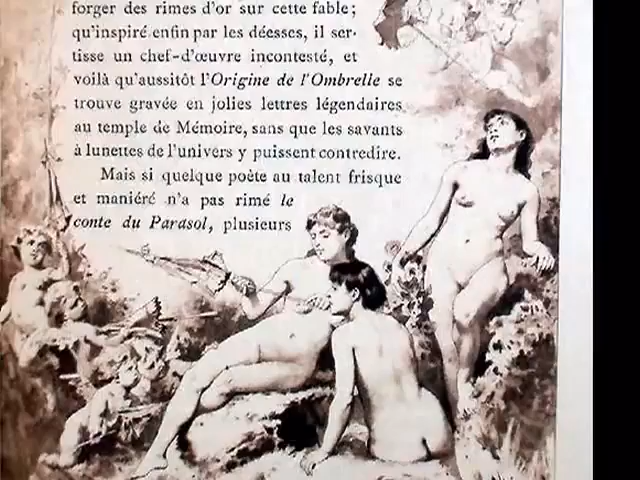 forger des rimes d'or sur cette fable;
qu'inspiré enfin par les déesses, il ser-
tisse un chef-d'œuvre incontesté, et
voilà qu'aussitôt l'Origine de l'Ombrelle se
trouve gravée en jolies lettres légendaires
au temple de Mémoire, sans que les savants
à lunettes de l'univers y puissent contredire.
Mais si quelque poète au talent frisque
et maniéré n'a pas rimé le
conte du Parasol, plusieurs